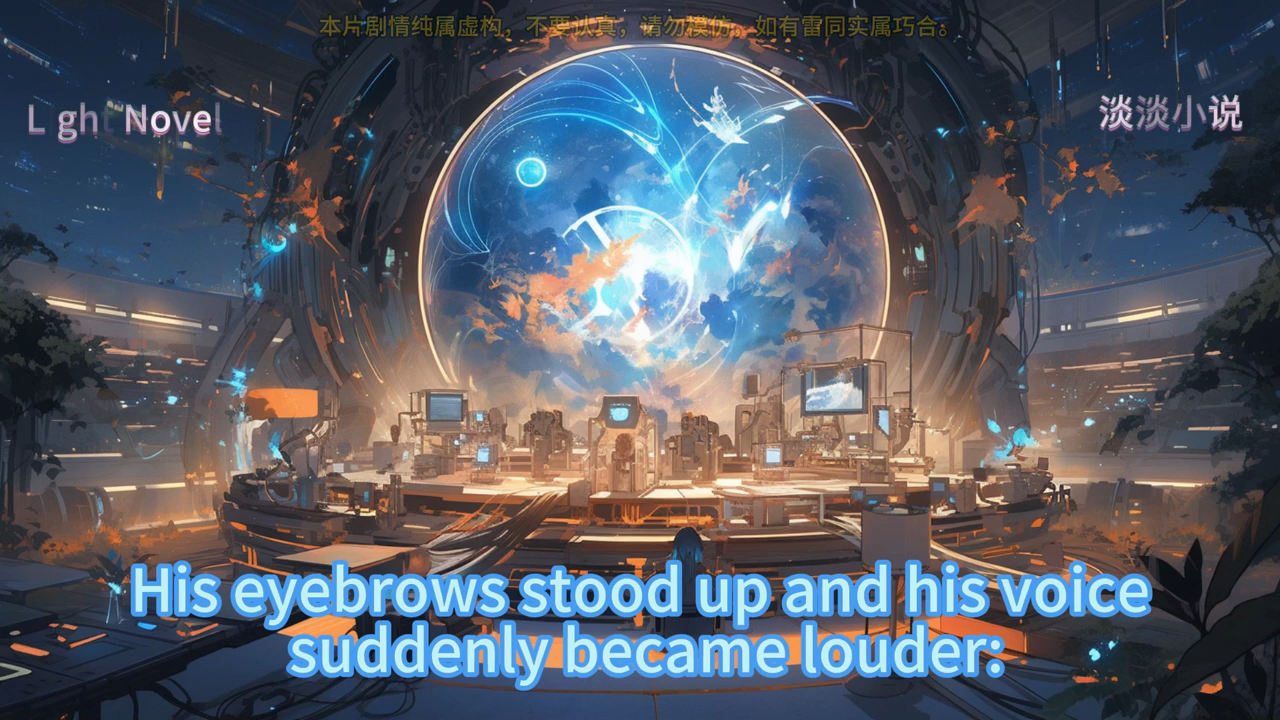 本片剧情纯属虚构，不要认真，请勿模仿，如有雷同实属巧合。
Light Novel
淡淡小说
His eyebrows stood up and his voice
suddenly became louder: